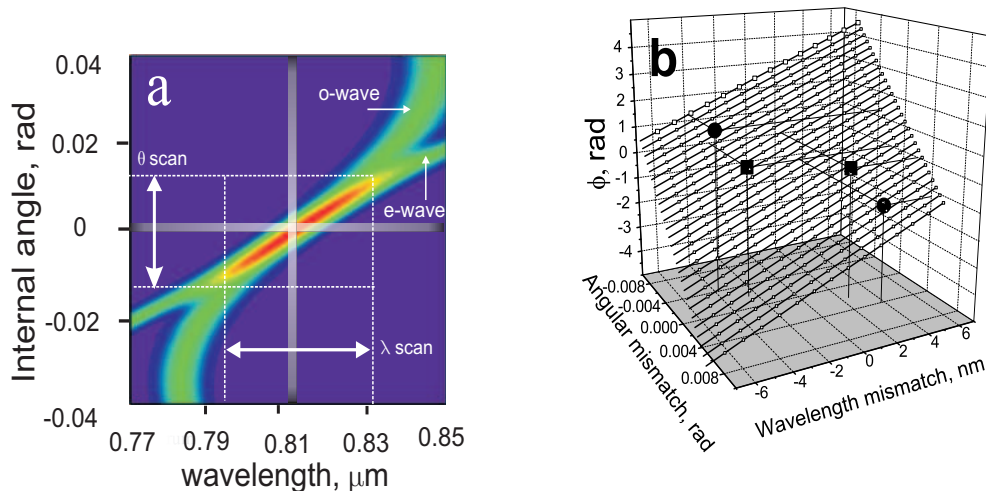 a
Internal angle, rad
0.04
0.02
0
-0.02
-0.04
o-wave
θ scan
e-wave
λ scan
0.77
0.79
0.81
0.83
0.85
wavelength, μm
b
ϕ, rad
4
3
2
1
0
-1
-2
-3
-4
-0.008
-0.004
0.000
0.004
0.008
Angular mismatch, rad
-6
-4
-2
0
2
4
6
Wavelength mismatch, nm